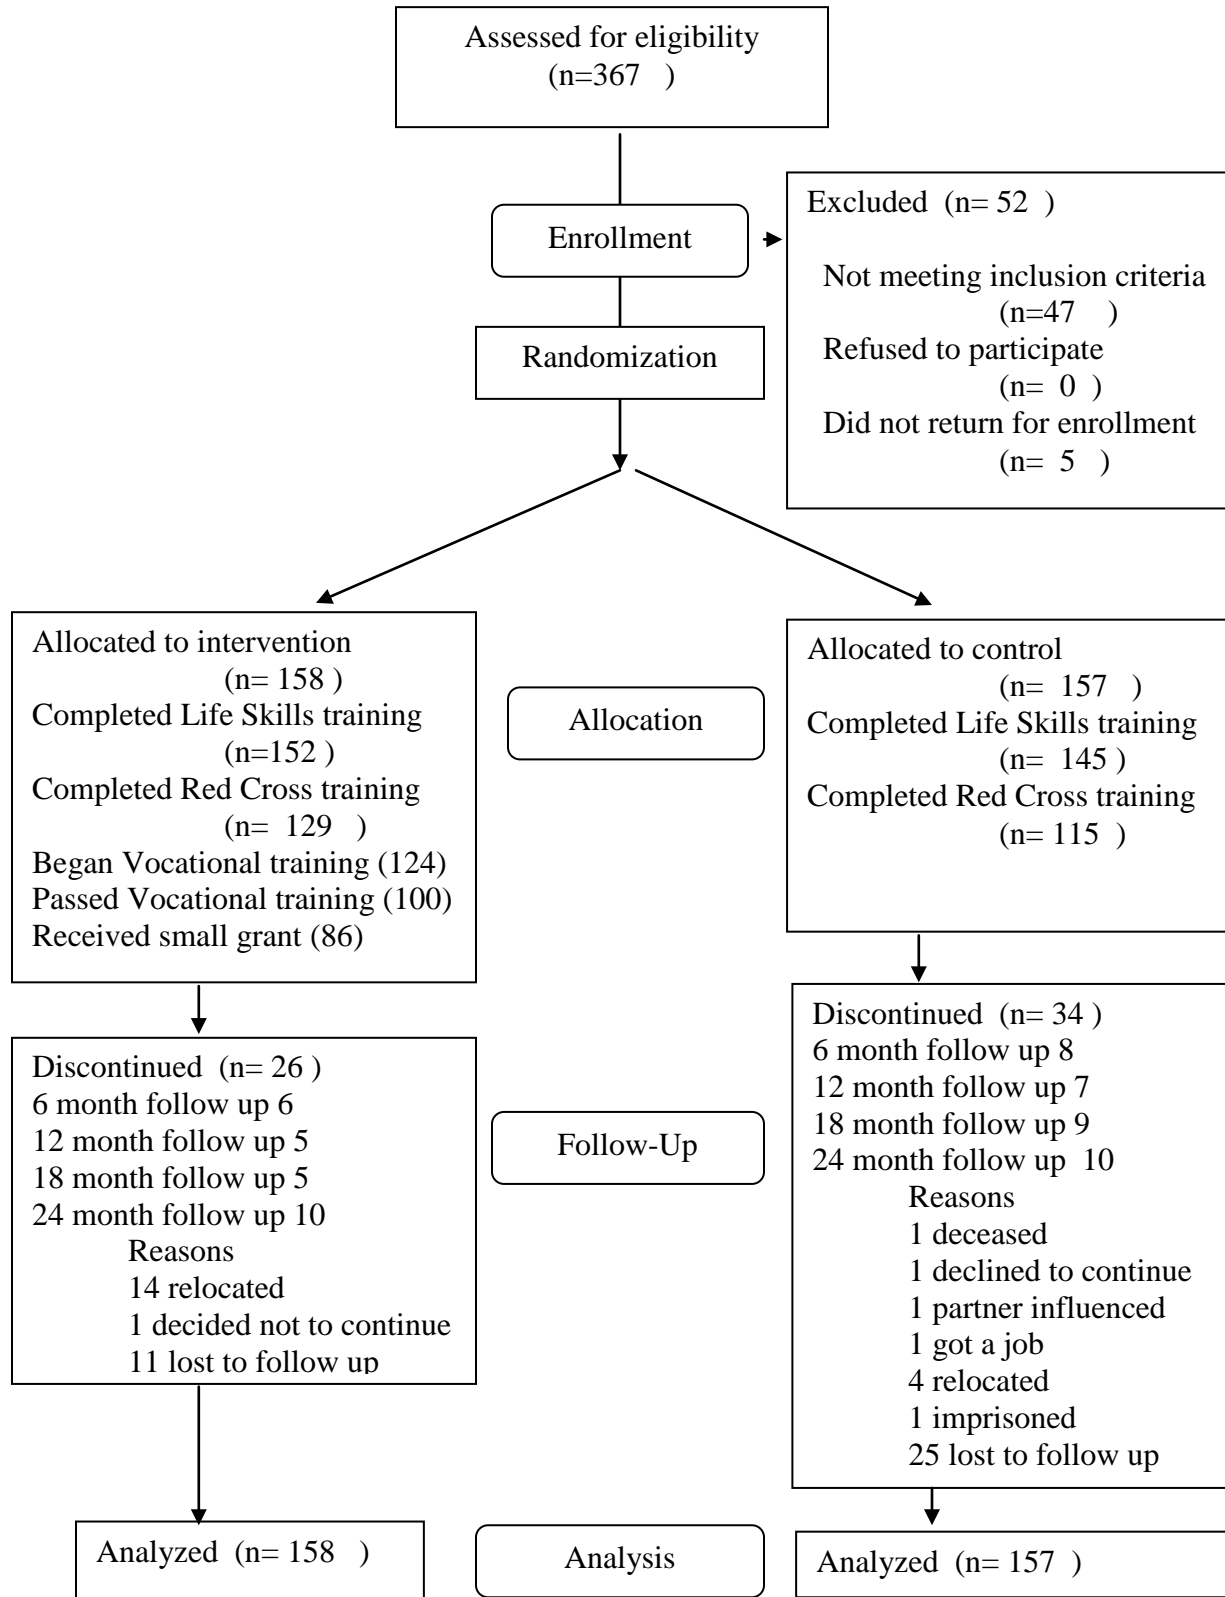 Assessed for eligibility
(n=367 )
Enrollment
Excluded (n= 52 )
Not meeting inclusion criteria
(n=47 )
Refused to participate
(n= 0 )
Did not return for enrollment
(n= 5 )
Randomization
Allocated to intervention
(n= 158 )
Completed Life Skills training
(n=152 )
Completed Red Cross training
(n= 129 )
Began Vocational training (124)
Passed Vocational training (100)
Received small grant (86)
Allocation
Allocated to control
(n= 157 )
Completed Life Skills training
(n= 145 )
Completed Red Cross training
(n= 115 )
Discontinued (n= 26 )
6 month follow up 6
12 month follow up 5
18 month follow up 5
24 month follow up 10
Reasons
14 relocated
1 decided not to continue
11 lost to follow up
Follow-Up
Discontinued (n= 34 )
6 month follow up 8
12 month follow up 7
18 month follow up 9
24 month follow up 10
Reasons
1 deceased
1 declined to continue
1 partner influenced
1 got a job
4 relocated
1 imprisoned
25 lost to follow up
Analyzed (n= 158 )
Analysis
Analyzed (n= 157 )